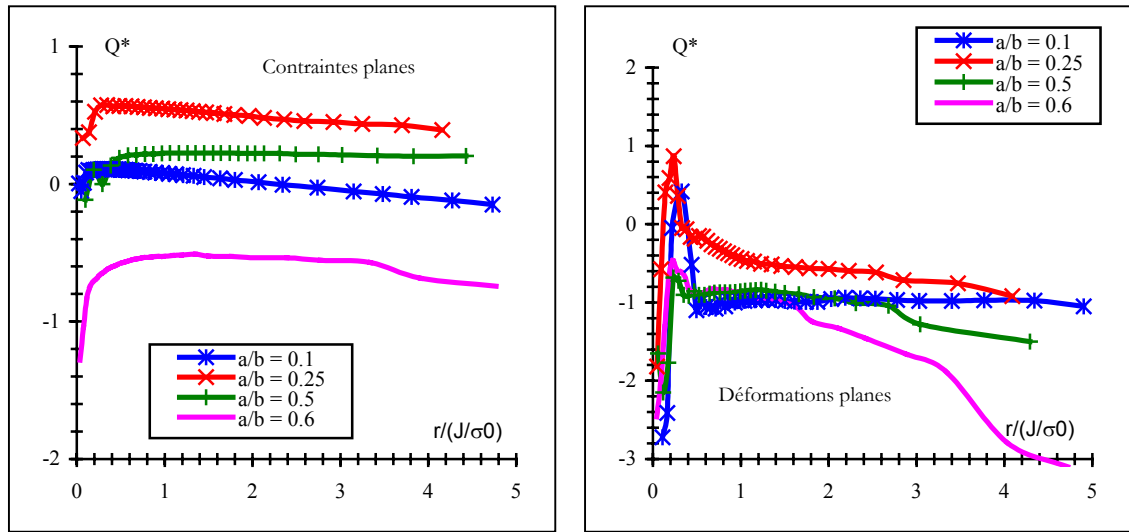 Q*
Contraintes planes
1
0
-1
-2
a/b = 0.1
a/b = 0.25
a/b = 0.5
a/b = 0.6
r/(J/σ0)
0 1 2 3 4 5
Q*
a/b = 0.1
a/b = 0.25
a/b = 0.5
a/b = 0.6
2
1
0
-1
-2
-3
Déformations planes
r/(J/σ0)
0 1 2 3 4 5